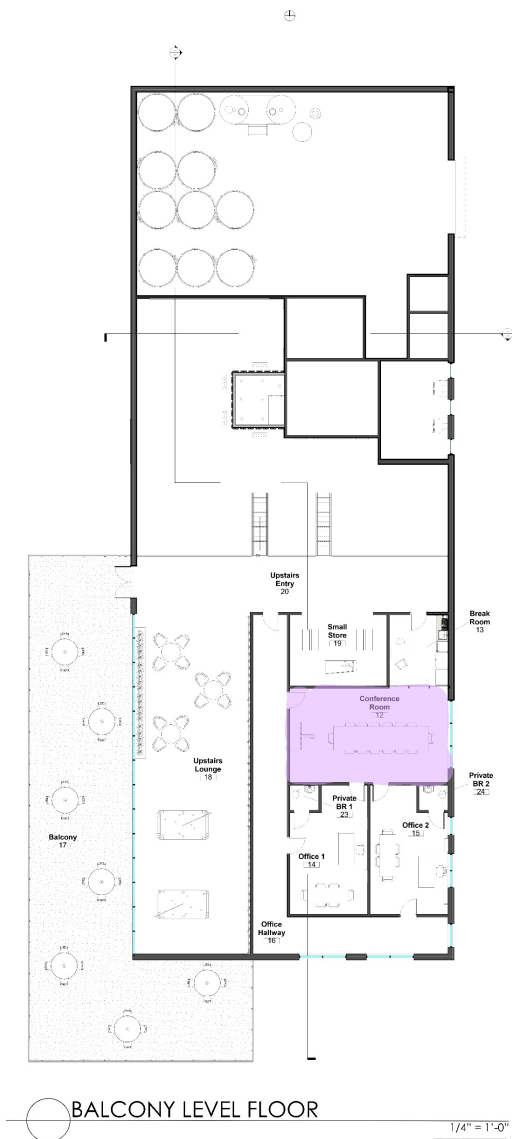 Upstairs
Entry
20
Small
Store
19
Break
Room
13
Conference
Room
12
Upstairs
Lounge
18
Private
BR 2
24
Private
BR 1
23
Office 2
15
Balcony
17
Office 1
14
Office
Hallway
16
BALCONY LEVEL FLOOR
1/4" = 1'-0"